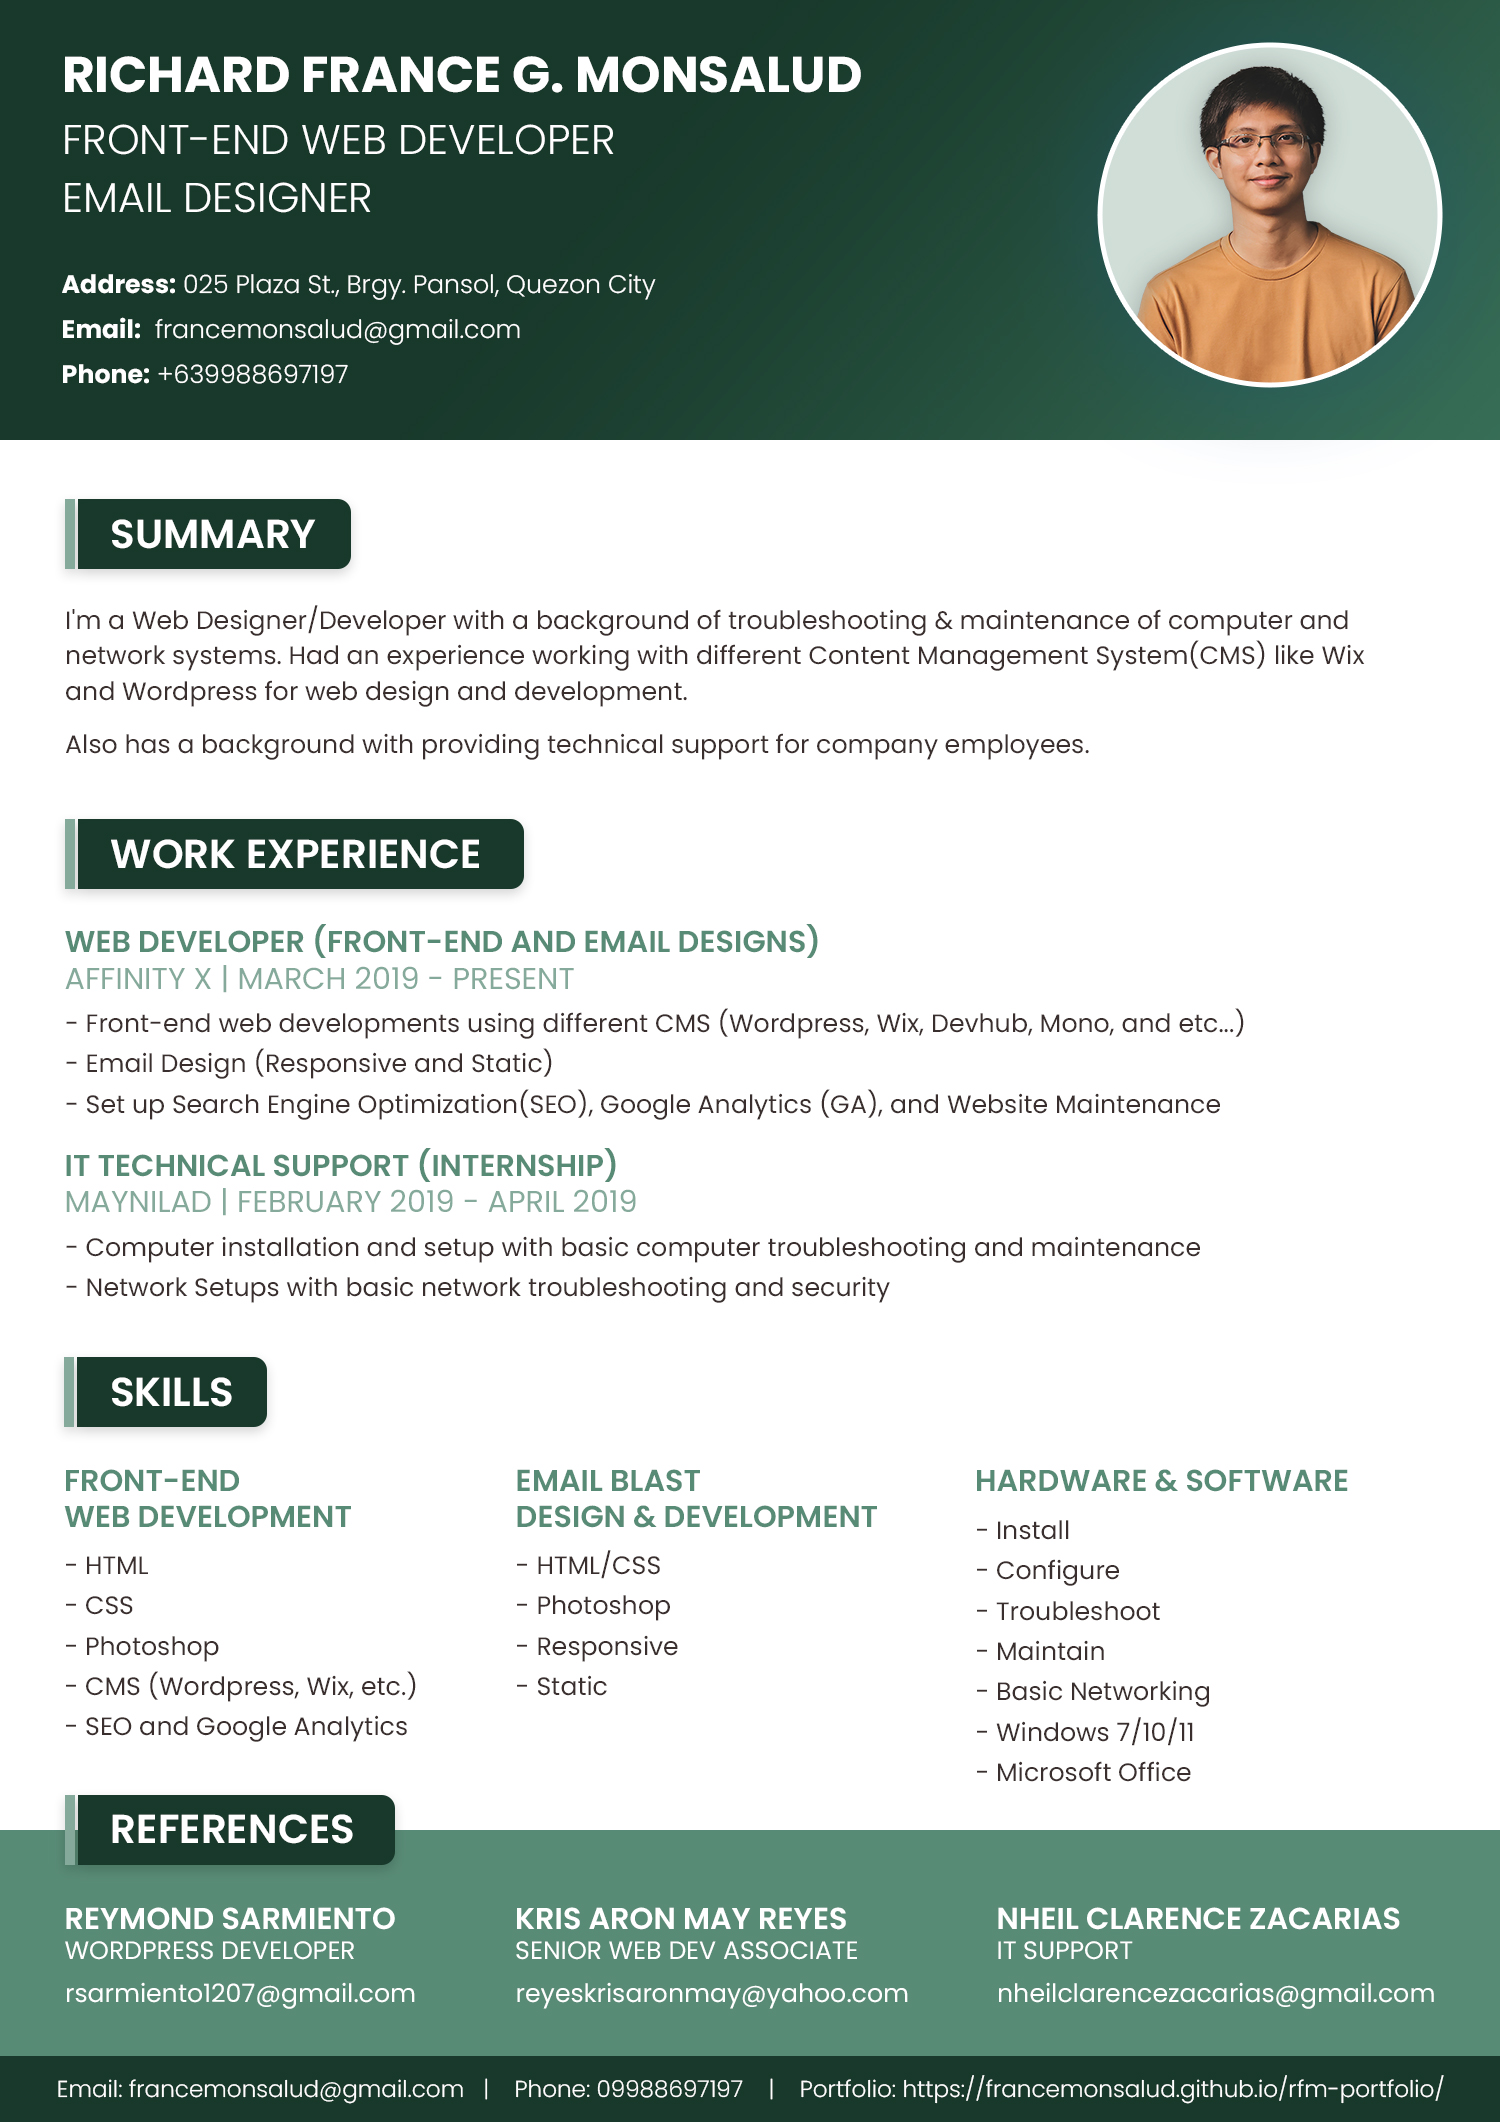 RICHARD FRANCE G. MONSALUD
FRONT-END WEB DEVELOPER
EMAIL DESIGNER
Address: 025 Plaza St., Brgy. Pansol, Quezon City
Email: francemonsalud@gmail.com
Phone: +639988697197
SUMMARY
I'm a Web Designer/Developer with a background of troubleshooting & maintenance of computer and
network systems. Had an experience working with different Content Management System(CMS) like Wix
and Wordpress for web design and development.
Also has a background with providing technical support for company employees.
WORK EXPERIENCE
WEB DEVELOPER (FRONT-END AND EMAIL DESIGNS)
AFFINITY X | MARCH 2019 - PRESENT
- Front-end web developments using different CMS (Wordpress, Wix, Devhub, Mono, and etc...)
- Email Design (Responsive and Static)
- Set up Search Engine Optimization(SEO), Google Analytics (GA), and Website Maintenance
IT TECHNICAL SUPPORT (INTERNSHIP)
MAYNILAD | FEBRUARY 2019 - APRIL 2019
- Computer installation and setup with basic computer troubleshooting and maintenance
- Network Setups with basic network troubleshooting and security
SKILLS
FRONT-END
WEB DEVELOPMENT
- HTML
- CSS
- Photoshop
- CMS (Wordpress, Wix, etc.)
- SEO and Google Analytics
EMAIL BLAST
DESIGN & DEVELOPMENT
- HTML/CSS
- Photoshop
- Responsive
- Static
HARDWARE & SOFTWARE
- Install
- Configure
- Troubleshoot
- Maintain
- Basic Networking
- Windows 7/10/11
- Microsoft Office
REFERENCES
REYMOND SARMIENTO
WORDPRESS DEVELOPER
rsarmiento1207@gmail.com
KRIS ARON MAY REYES
SENIOR WEB DEV ASSOCIATE
reyeskrisaronmay@yahoo.com
NHEIL CLARENCE ZACARIAS
IT SUPPORT
nheilclarencezacarias@gmail.com
Email: francemonsalud@gmail.com | Phone: 09988697197 | Portfolio: https://francemonsalud.github.io/rfm-portfolio/